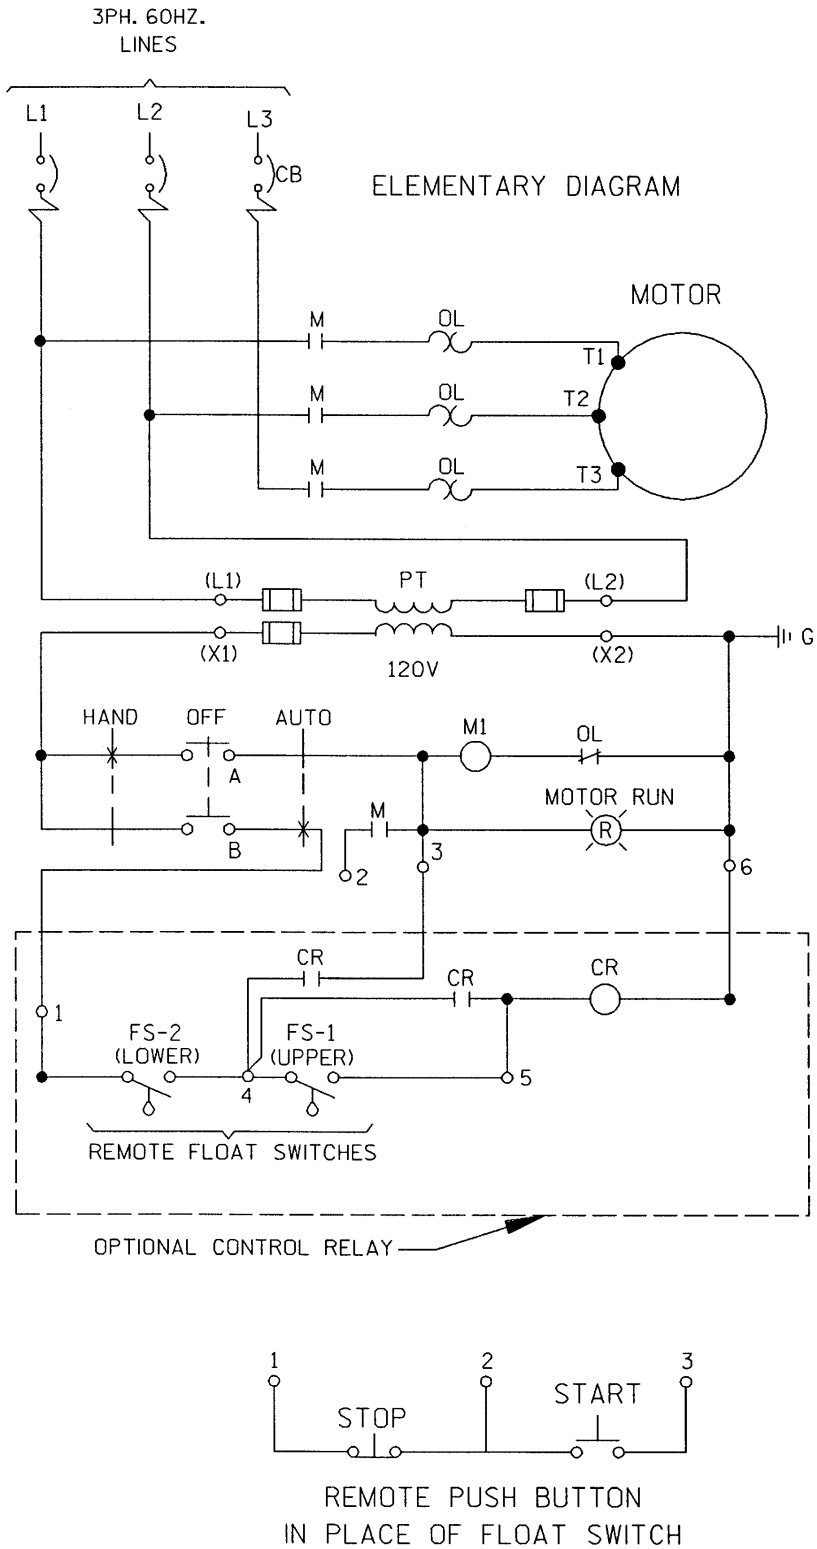 3PH. 60HZ.
LINES
L1
L2
L3
CB
ELEMENTARY DIAGRAM
MOTOR
M
OL
T1
M
OL
T2
M
OL
T3
(L1)
PT
(L2)
(X1)
120V
(X2)
G
HAND
OFF
AUTO
M1
OL
A
MOTOR RUN
M
R
B
2
3
6
CR
CR
CR
1
FS-2
(LOWER)
FS-1
(UPPER)
4
5
REMOTE FLOAT SWITCHES
OPTIONAL CONTROL RELAY
1
2
3
STOP
START
REMOTE PUSH BUTTON
IN PLACE OF FLOAT SWITCH